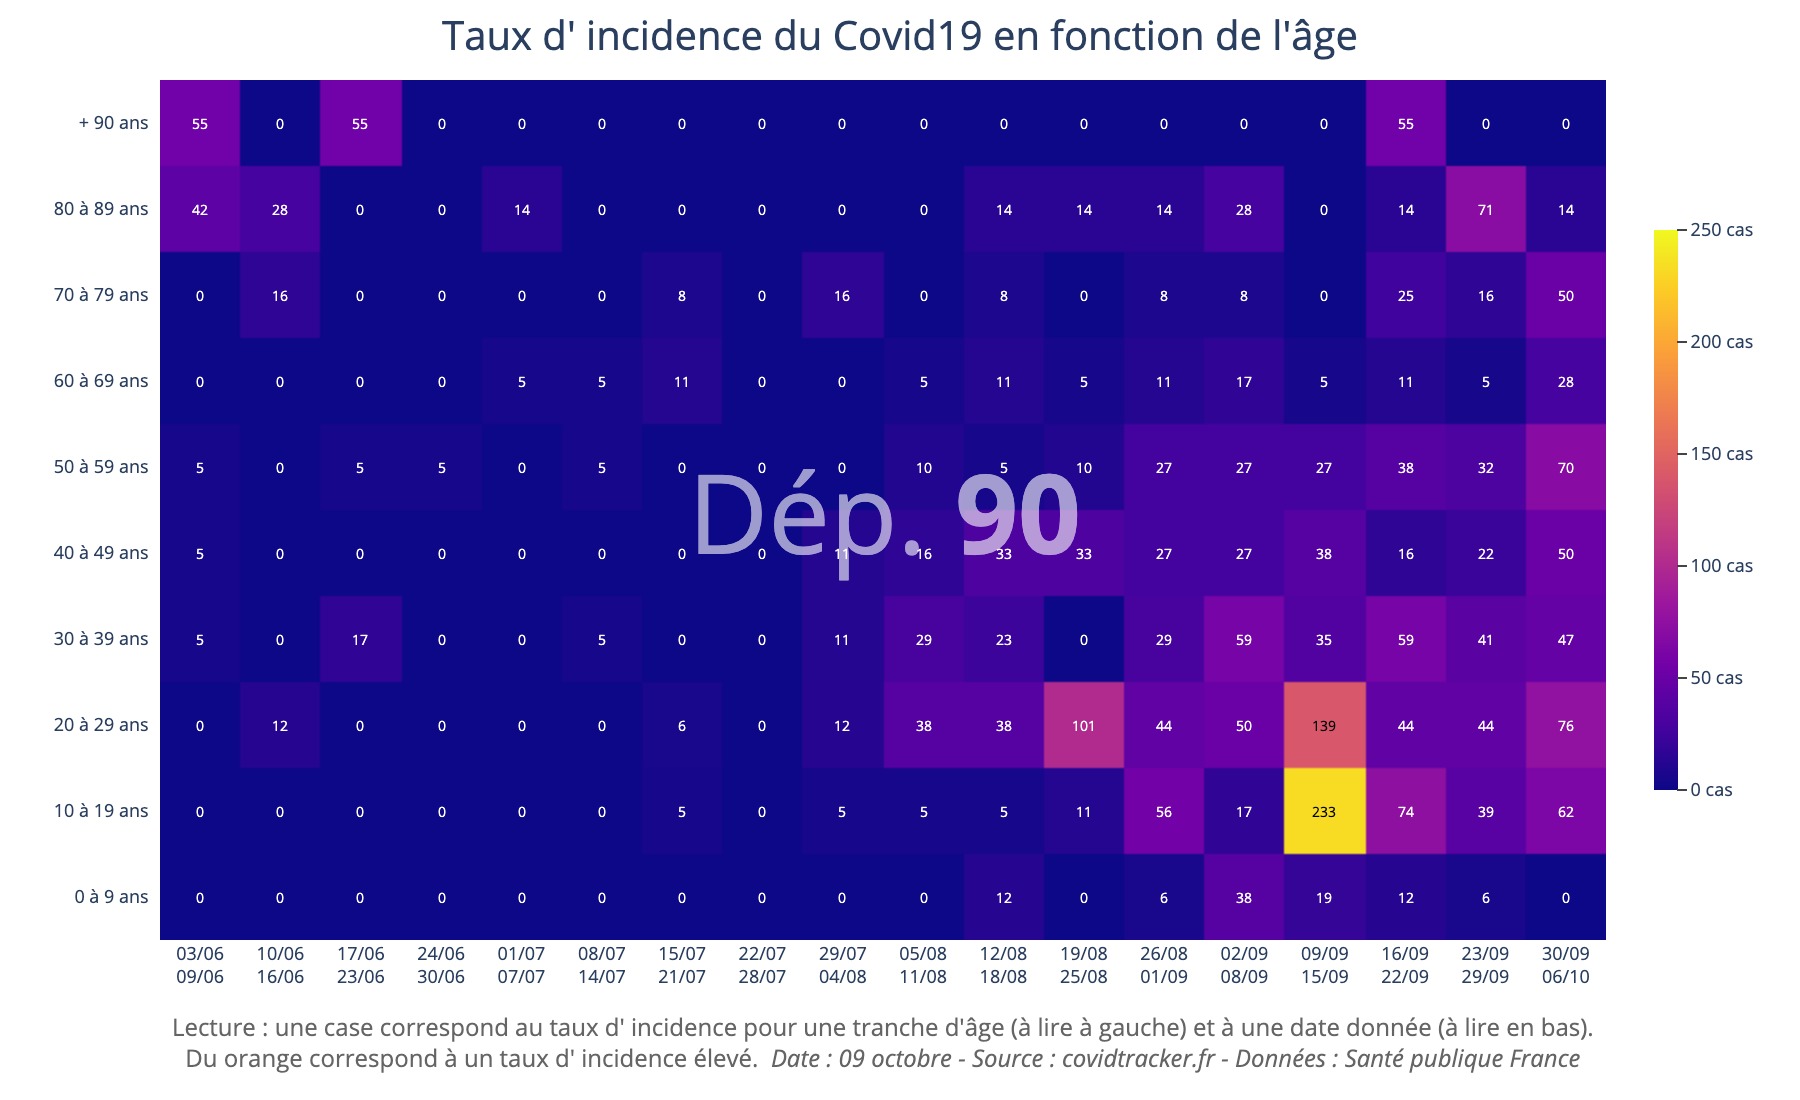 Taux d' incidence du Covid19 en fonction de l'âge
+ 90 ans 55 0 55 0 0 0 0 0 0 0 0 0 0 0 0 55 0 0
80 à 89 ans 42 28 0 0 14 0 0 0 0 0 14 14 14 28 0 14 71 14
250 cas
70 à 79 ans 0 16 0 0 0 0 8 0 16 0 8 0 8 8 0 25 16 50
200 cas
60 à 69 ans 0 0 0 0 5 5 11 0 0 5 11 5 11 17 5 11 5 28
150 cas
50 à 59 ans 5 0 5 5 0 5 0 0 0 10 5 10 27 27 27 38 32 70
Dép. 90
40 à 49 ans 5 0 0 0 0 0 0 0 11 16 33 33 27 27 38 16 22 50
100 cas
30 à 39 ans 5 0 17 0 0 5 0 0 11 29 23 0 29 59 35 59 41 47
50 cas
20 à 29 ans 0 12 0 0 0 0 6 0 12 38 38 101 44 50 139 44 44 76
0 cas
10 à 19 ans 0 0 0 0 0 0 5 0 5 5 5 11 56 17 233 74 39 62
0 à 9 ans 0 0 0 0 0 0 0 0 0 0 12 0 6 38 19 12 6 0
03/06 10/06 17/06 24/06 01/07 08/07 15/07 22/07 29/07 05/08 12/08 19/08 26/08 02/09 09/09 16/09 23/09 30/09
09/06 16/06 23/06 30/06 07/07 14/07 21/07 28/07 04/08 11/08 18/08 25/08 01/09 08/09 15/09 22/09 29/09 06/10
Lecture : une case correspond au taux d' incidence pour une tranche d'âge (à lire à gauche) et à une date donnée (à lire en bas).
Du orange correspond à un taux d' incidence élevé. Date : 09 octobre - Source : covidtracker.fr - Données : Santé publique France